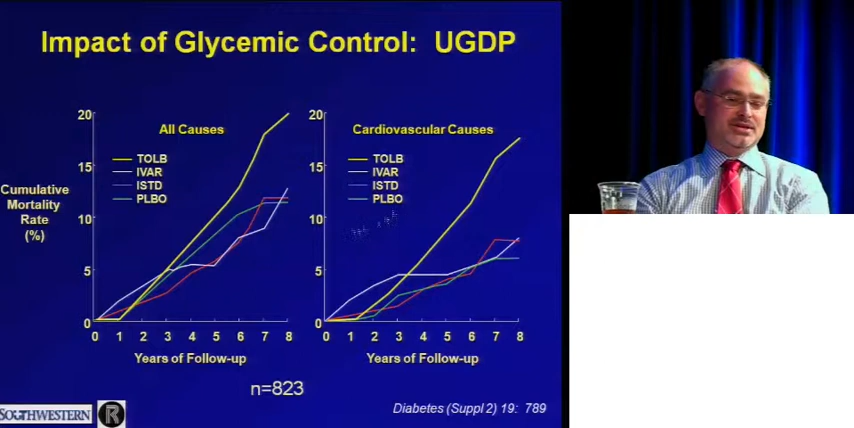 Impact of Glycemic Control: UGDP
All Causes
Cardiovascular Causes
Cumulative
Mortality
Rate
(%)
20
15
10
5
0
TOLB
IVAR
ISTD
PLBO
0 1 2 3 4 5 6 7 8
Years of Follow-up
20
15
10
5
0
TOLB
IVAR
ISTD
PLBO
0 1 2 3 4 5 6 7 8
Years of Follow-up
n=823
SOUTHWESTERN
R
Diabetes (Suppl 2) 19: 789